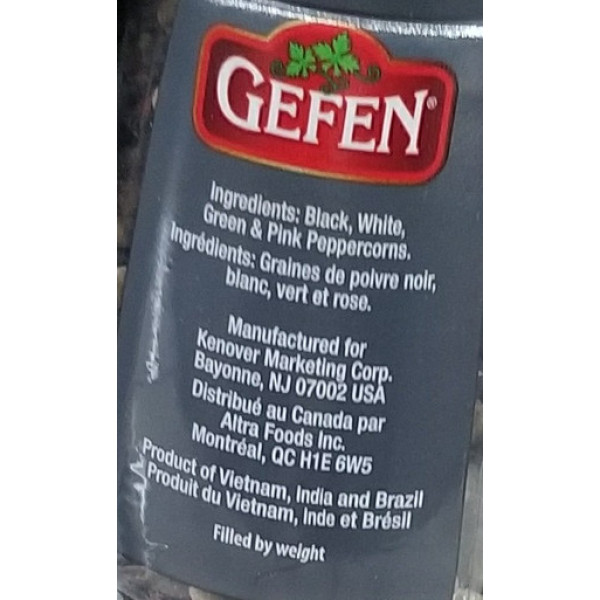 GEFEN®
Ingredients: Black, White,
Green & Pink Peppercorns.
Ingrédients: Graines de poivre noir,
blanc, vert et rose.
Manufactured for
Kenover Marketing Corp.
Bayonne, NJ 07002 USA
Distribué au Canada par
Altra Foods Inc.
Montréal, QC H1E 6W5
Product of Vietnam, India and Brazil
Produit du Vietnam, Inde et Brésil
Filled by weight